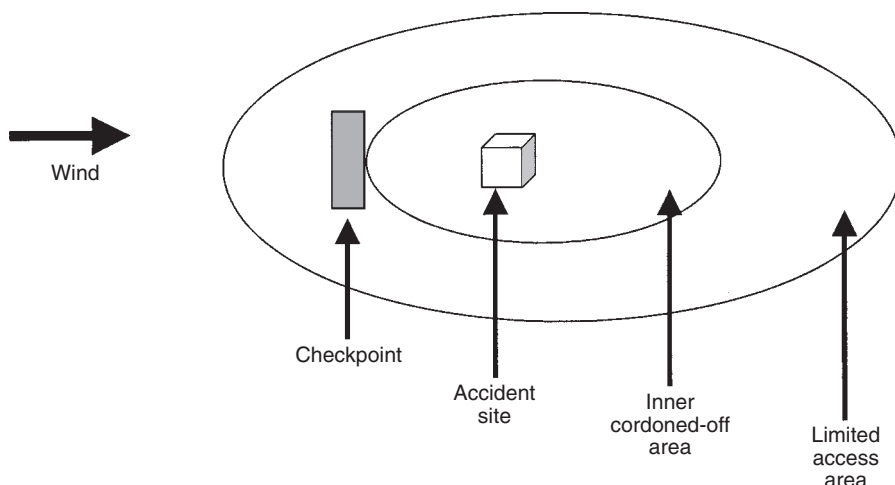 Wind
Checkpoint
Accident
site
Inner
cordoned-off
area
Limited
access
area